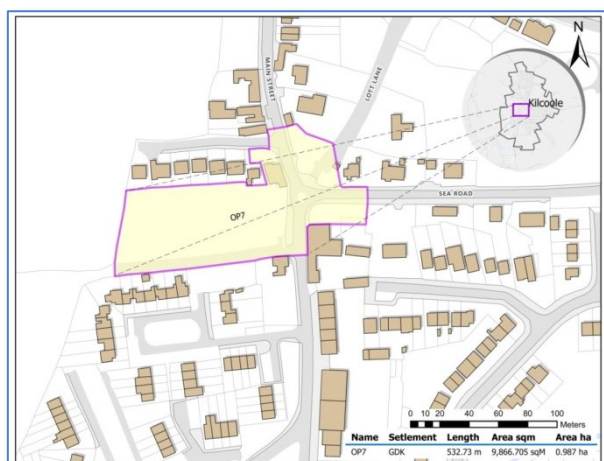 N
MAIN STREET
LOTT LANE
Kilcoole
SEA ROAD
OP7
0 10 20 40 60 80 100
Meters
Name Setlement Length Area sqm Area ha
OP7 GDK 532.73 m 9,866.705 sqM 0.987 ha